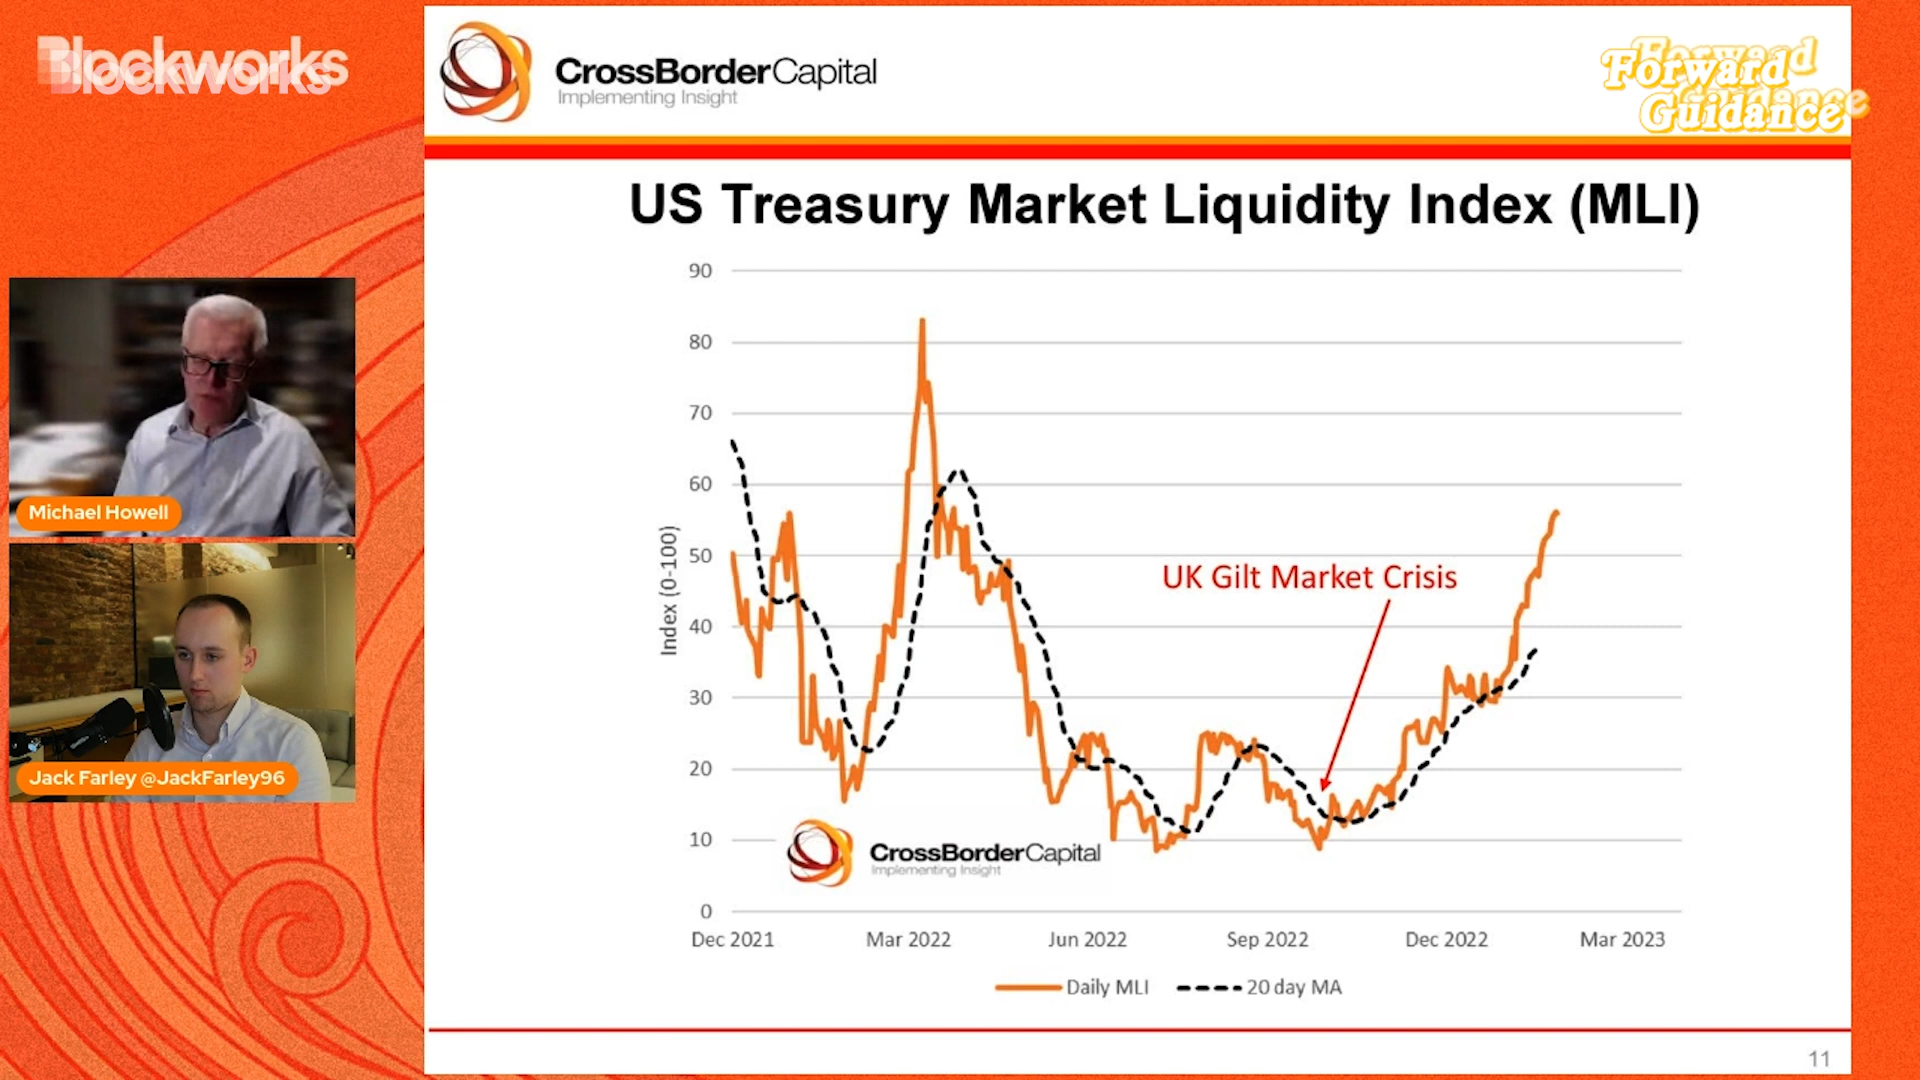 Blockworks
CrossBorderCapital
Implementing Insight
Forward
Guidance
US Treasury Market Liquidity Index (MLI)
90
80
70
60
50
40
30
20
10
0
Index (0-100)
UK Gilt Market Crisis
CrossBorderCapital
Implementing Insight
Dec 2021
Mar 2022
Jun 2022
Sep 2022
Dec 2022
Mar 2023
Daily MLI
20 day MA
11
Michael Howell
Jack Farley @JackFarley96